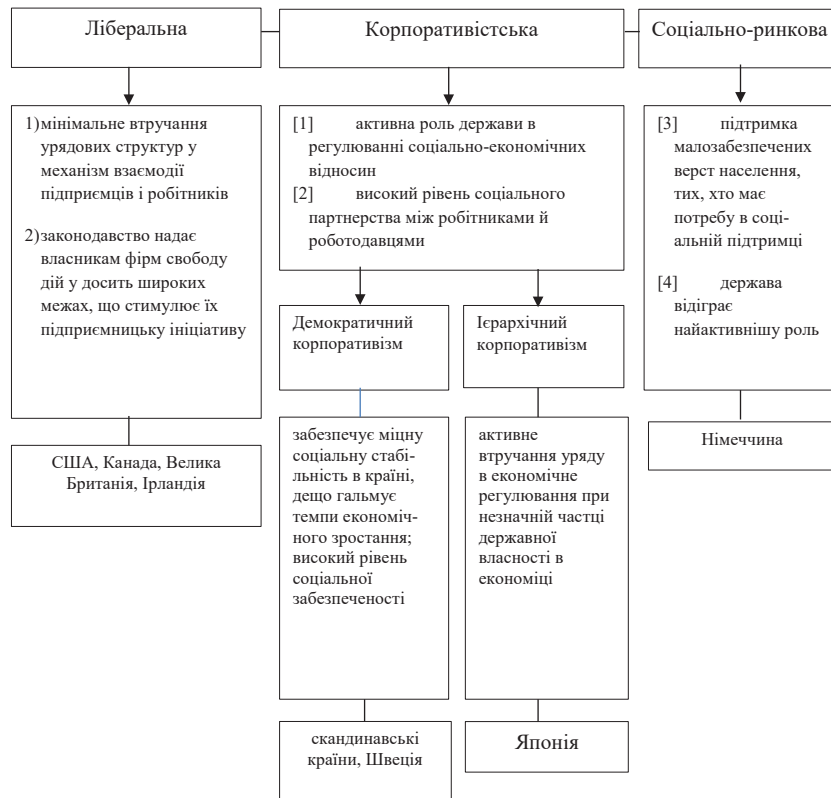 Ліберальна
Корпоративістська
Соціально-ринкова
1)мінімальне втручання
урядових структур у
механізм взаємодії
підприємців і робітників
2)законодавство надає
власникам фірм свободу
дій у досить широких
межах, що стимулює їх
підприємницьку ініціативу
США, Канада, Велика
Британія, Ірландія
[1] активна роль держави в
регулюванні соціально-економічних
відносин
[2] високий рівень соціального
партнерства між робітниками й
роботодавцями
Демократичний
корпоративізм
забезпечує міцну
соціальну стабі-
льність в країні,
дещо гальмує
темпи економіч-
ного зростання;
високий рівень
соціальної
забезпеченості
скандинавські
країни, Швеція
Ієрархічний
корпоративізм
активне
втручання уряду
в економічне
регулювання при
незначній частці
державної
власності в
економіці
Японія
[3] підтримка
малозабезпечених
верст населення,
тих, хто має
потребу в соці-
альній підтримці
[4] держава
відіграє
найактивнішу роль
Німеччина